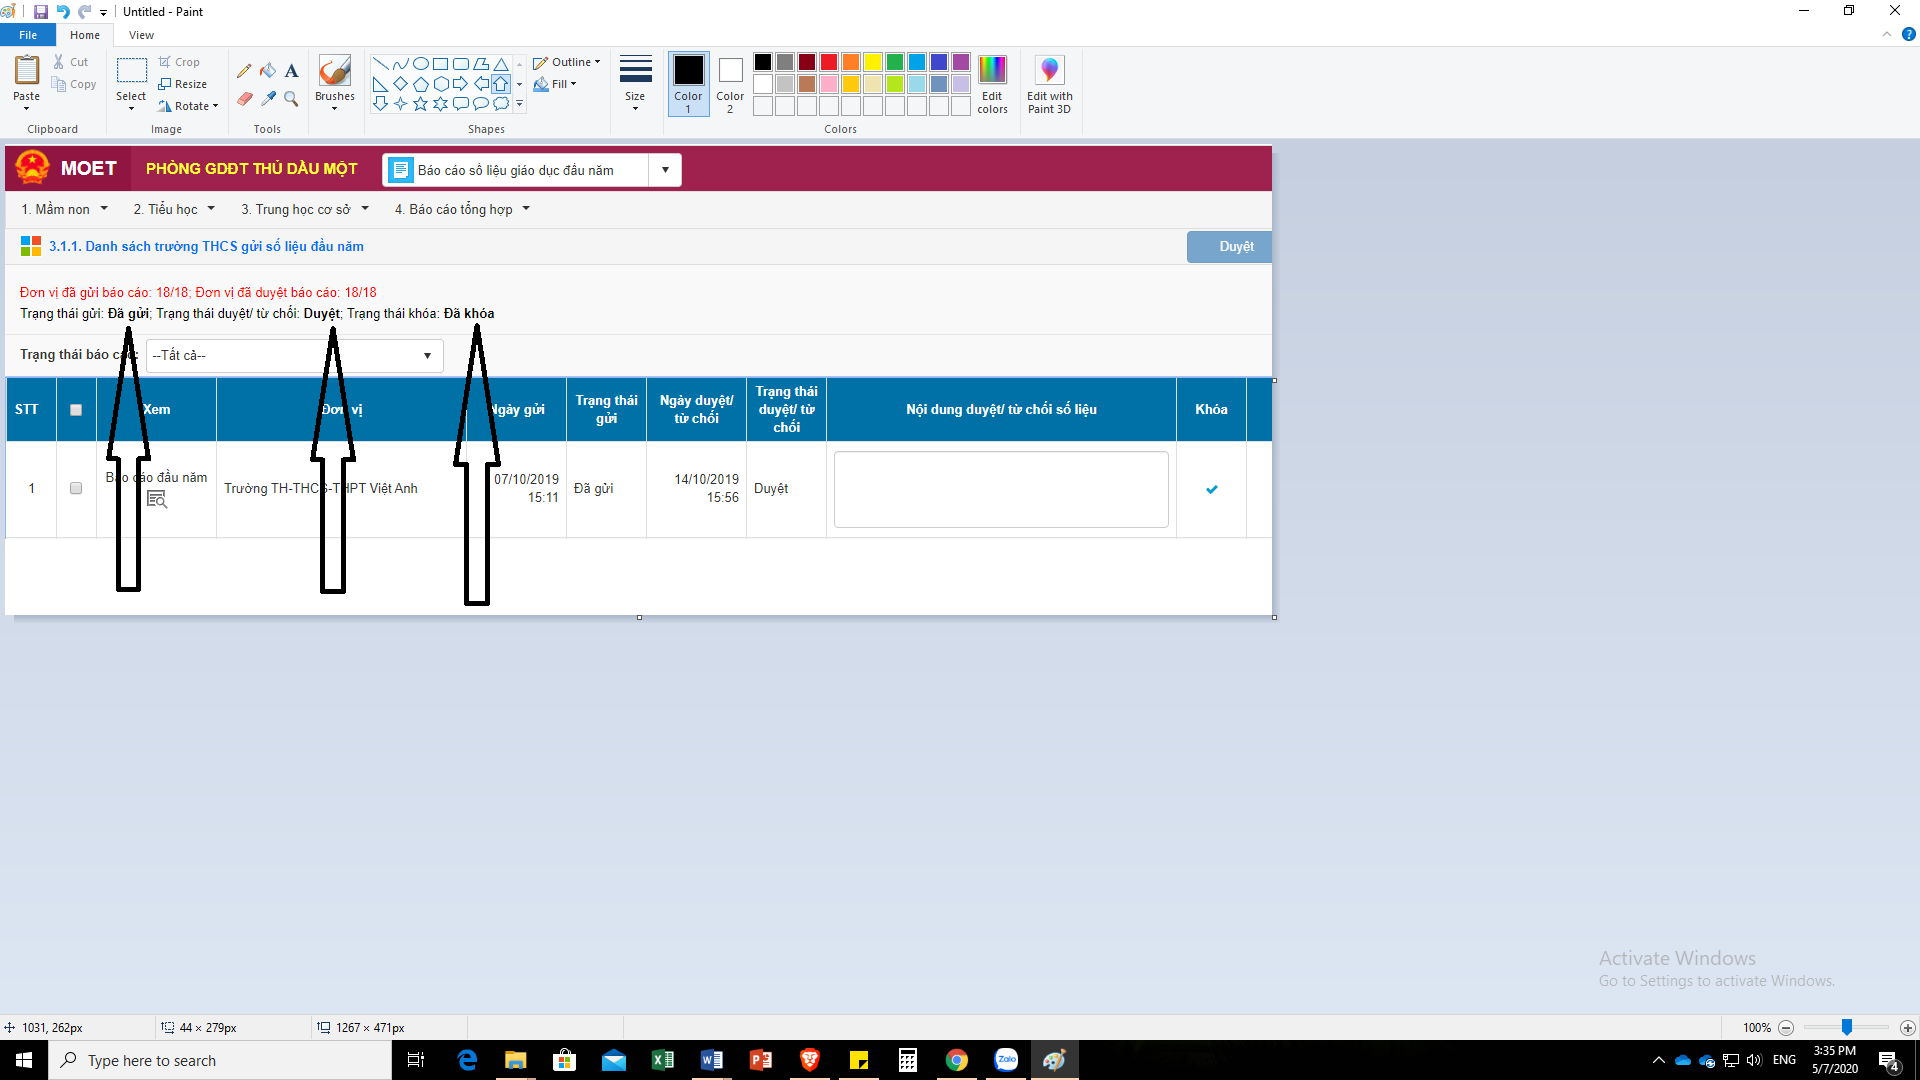 Untitled - Paint
File Home View
Paste
Cut
Copy
Clipboard
Select
Crop
Resize
Rotate
Image
Tools
Brushes
Shapes
Outline
Fill
Size
Color 1
Color 2
Colors
Edit colors
Edit with Paint 3D
MOET PHÒNG GDĐT THỦ DẦU MỘT Báo cáo số liệu giáo dục đầu năm
1. Mầm non 2. Tiểu học 3. Trung học cơ sở 4. Báo cáo tổng hợp
3.1.1. Danh sách trường THCS gửi số liệu đầu năm Duyệt
Đơn vị đã gửi báo cáo: 18/18; Đơn vị đã duyệt báo cáo: 18/18
Trạng thái gửi: Đã gửi; Trạng thái duyệt/ từ chối: Duyệt; Trạng thái khóa: Đã khóa
Trạng thái báo cáo: --Tất cả--
STT Xem Đơn vị Ngày gửi Trạng thái gửi Ngày duyệt/ từ chối Trạng thái duyệt/ từ chối Nội dung duyệt/ từ chối số liệu Khóa
1 Báo cáo đầu năm Trường TH-THCS-THPT Việt Anh 07/10/2019 15:11 Đã gửi 14/10/2019 15:56 Duyệt
Activate Windows
Go to Settings to activate Windows.
1031, 262px 44 × 279px 1267 × 471px 100%
Type here to search
Zalo
ENG
3:35 PM
5/7/2020
4